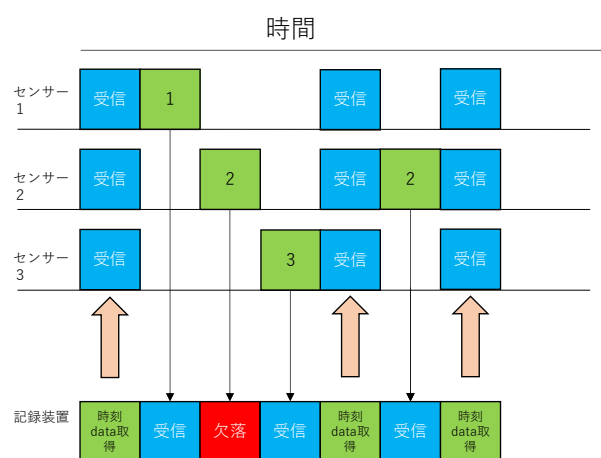 時間
センサー
1
受信
1
受信
受信
センサー
2
受信
2
受信
2
受信
センサー
3
受信
3
受信
受信
記録装置
時刻
data取
得
受信
欠落
受信
時刻
data取
得
受信
時刻
data取
得